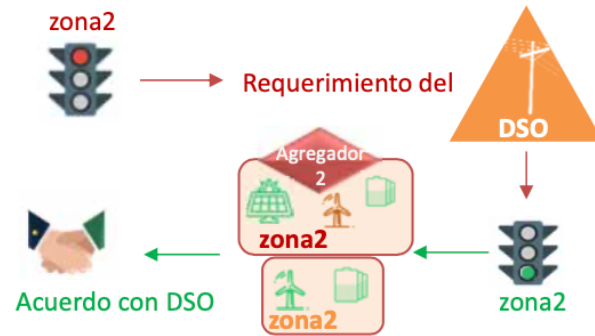 zona2
Requerimiento del
DSO
Agregador
2
zona2
zona2
Acuerdo con DSO
zona2